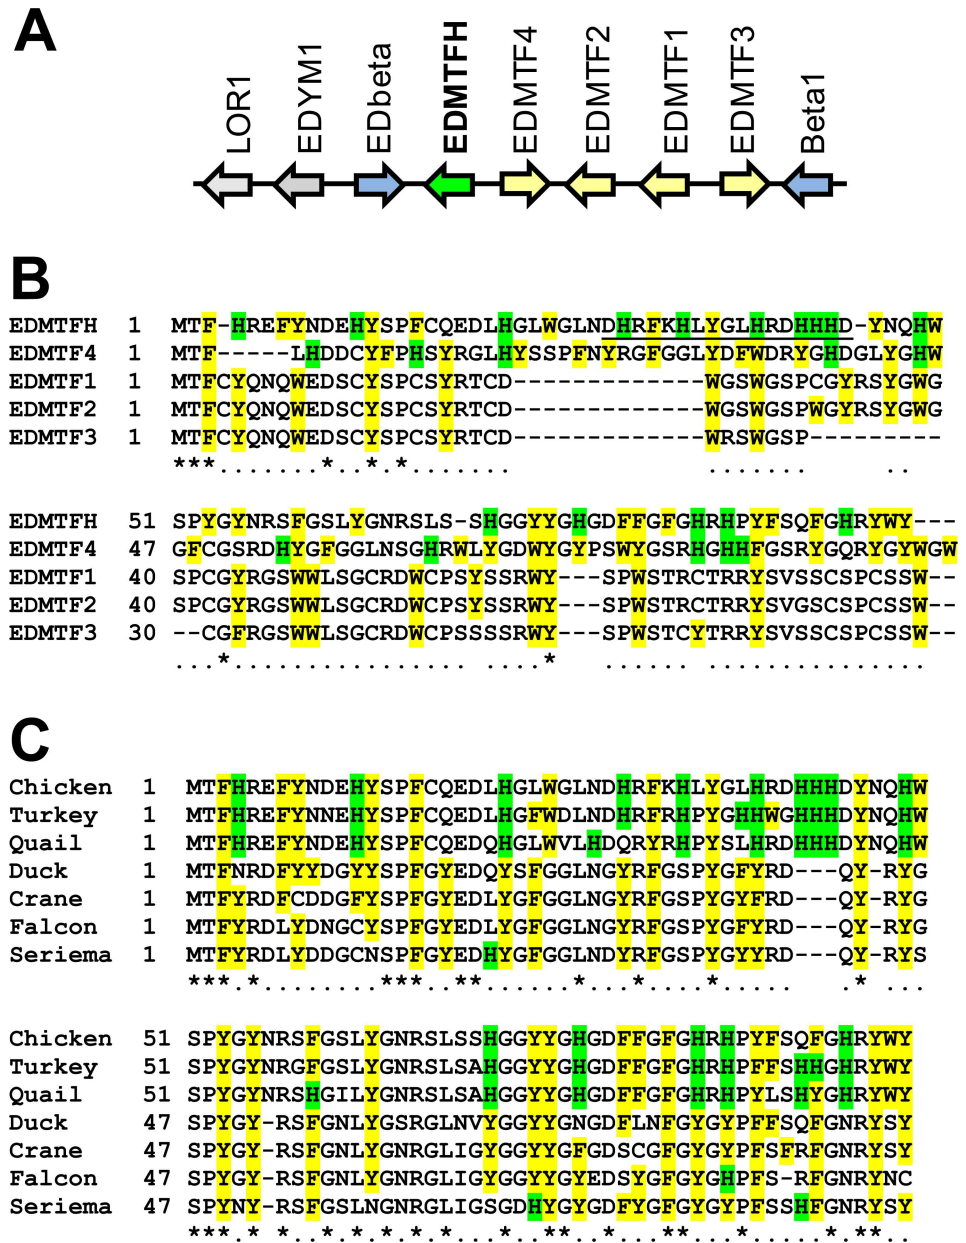 A
LOR1 EDYM1 EDbeta EDMTFH EDMTF4 EDMTF2 EDMTF1 EDMTF3 Beta1
B
EDMTFH 1 MTF-HREFYNDEHYSPFCQEDLHGLWGLNDHRFKHLYGLHRDHHHD-YNQHW
EDMTF4 1 MTF-----LHDDCYFPHSYRGLHYSSPFNYRGFGGLYDFWDRYGHDGLYGHW
EDMTF1 1 MTFCYQNQWEDSCYSPCSYRTCD-------------WGSWGSPCGYRSYGWG
EDMTF2 1 MTFCYQNQWEDSCYSPCSYRTCD-------------WGSWGSPWGYRSYGWG
EDMTF3 1 MTFCYQNQWEDSCYSPCSYRTCD-------------WRSWGSP---------
***.......*..*.*....... ....... ..
EDMTFH 51 SPYGYNRSFGSLYGNRSLS-SHGGYYGHGDFFGFGHRHPYFSQFGHRYWY---
EDMTF4 47 GFCGSRDHYGFGGLNSGHRWLYGDWYGYPSWYGSRHGHHFGSRYGQRYGYWGW
EDMTF1 40 SPCGYRGSWWLSGCRDWCPSYSSRWY---SPWSTRCTRRYSVSSCSPCSSW--
EDMTF2 40 SPCGYRGSWWLSGCRDWCPSYSSRWY---SPWSTRCTRRYSVGSCSPCSSW--
EDMTF3 30 --CGFRGSWWLSGCRDWCPSSSSRWY---SPWSTCYTRRYSVSSCSPCSSW--
...*................ ....* ...... ................
C
Chicken 1 MTFHREFYNDEHYSPFCQEDLHGLWGLNDHRFKHLYGLHRDHHHDYNQHW
Turkey 1 MTFHREFYNNEHYSPFCQEDLHGFWDLNDHRFRHPYGHHWGHHHDYNQHW
Quail 1 MTFHREFYNDEHYSPFCQEDQHGLWVLHDQRYRHPYSLHRDHHHDYNQHW
Duck 1 MTFNRDFYYDGYYSPFGYEDQYSFGGLNGYRFGSPYGFYRD---QY-RYG
Crane 1 MTFYRDFCDDGFYSPFGYEDLYGFGGLNGYRFGSPYGYFRD---QY-RYG
Falcon 1 MTFYRDLYDNGCYSPFGYEDLYGFGGLNGYRFGSPYGFYRD---QY-RYG
Seriema 1 MTFYRDLYDDGCNSPFGYEDHYGFGGLNDYRFGSPYGYYRD---QY-RYS
***.*........***..**......*...*....*..... .* ...
Chicken 51 SPYGYNRSFGSLYGNRSLSSHGGYYGHGDFFGFGHRHPYFSQFGHRYWY
Turkey 51 SPYGYNRGFGSLYGNRSLSAHGGYYGHGDFFGFGHRHPFFSHHGHRYWY
Quail 51 SPYGYNRSHGILYGNRSLSAHGGYYGHGDFFGFGHRHPYLSHYGHRYWY
Duck 47 SPYGY-RSFGNLYGSRGLNVYGGYYGNGDFLNFGYGYPFFSQFGNRYSY
Crane 47 SPYGY-RSFGNLYGNRGLIGYGGYYGFGDSCGFGYGYPFSFRFGNRYSY
Falcon 47 SPYGY-RSFGNLYGNRGLIGYGGYYGYEDSYGFGYGHPFS-RFGNRYNC
Seriema 47 SPYNY-RSFGSLNGNRGLIGSGDHYGYGDFYGFGYGYPFSSHFGNRYSY
***.* *..*.*.*.*......**..*...**..*.....*.**..